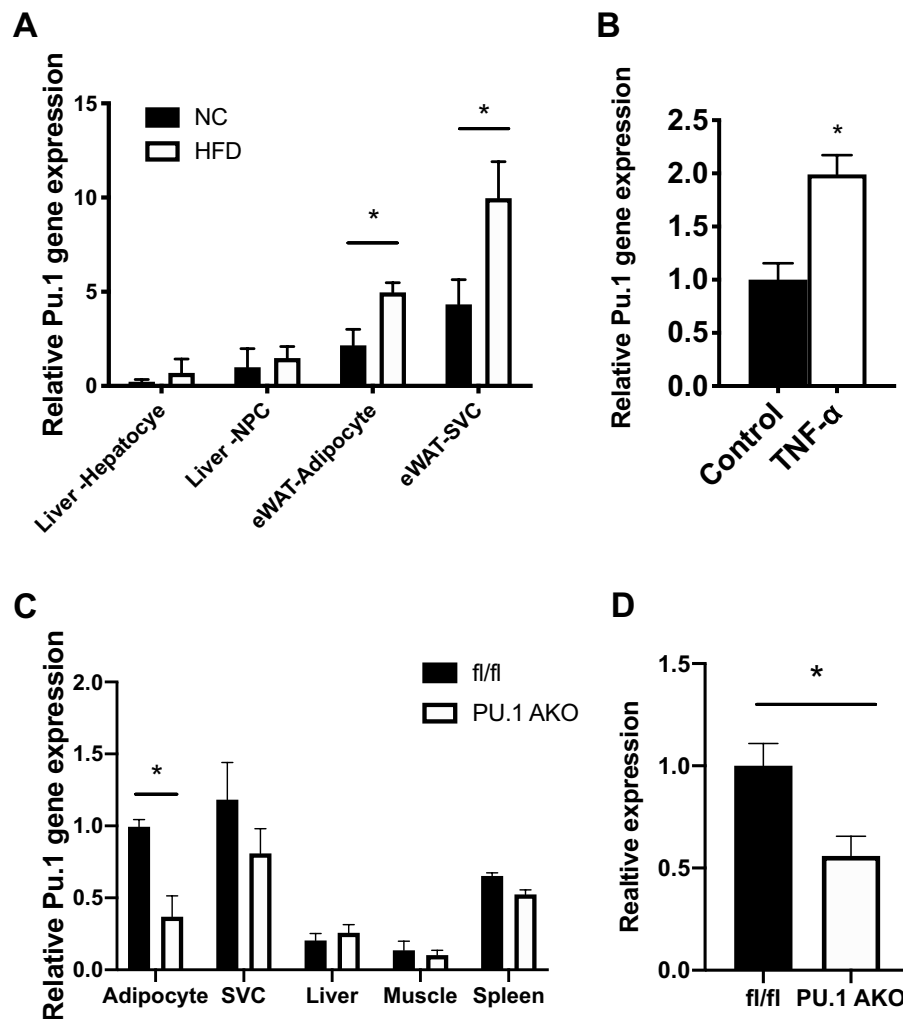 A
Relative Pu.1 gene expression
15
10
5
0
NC
HFD
*
*
Liver -Hepatocye
Liver -NPC
eWAT-Adipocyte
eWAT-SVC
B
Relative Pu.1 gene expression
2.5
2.0
1.5
1.0
0.5
0.0
*
Control
TNF-α
C
Relative Pu.1 gene expression
2.0
1.5
1.0
0.5
0.0
fl/fl
PU.1 AKO
*
Adipocyte
SVC
Liver
Muscle
Spleen
D
Realtive expression
1.5
1.0
0.5
0.0
*
fl/fl
PU.1 AKO